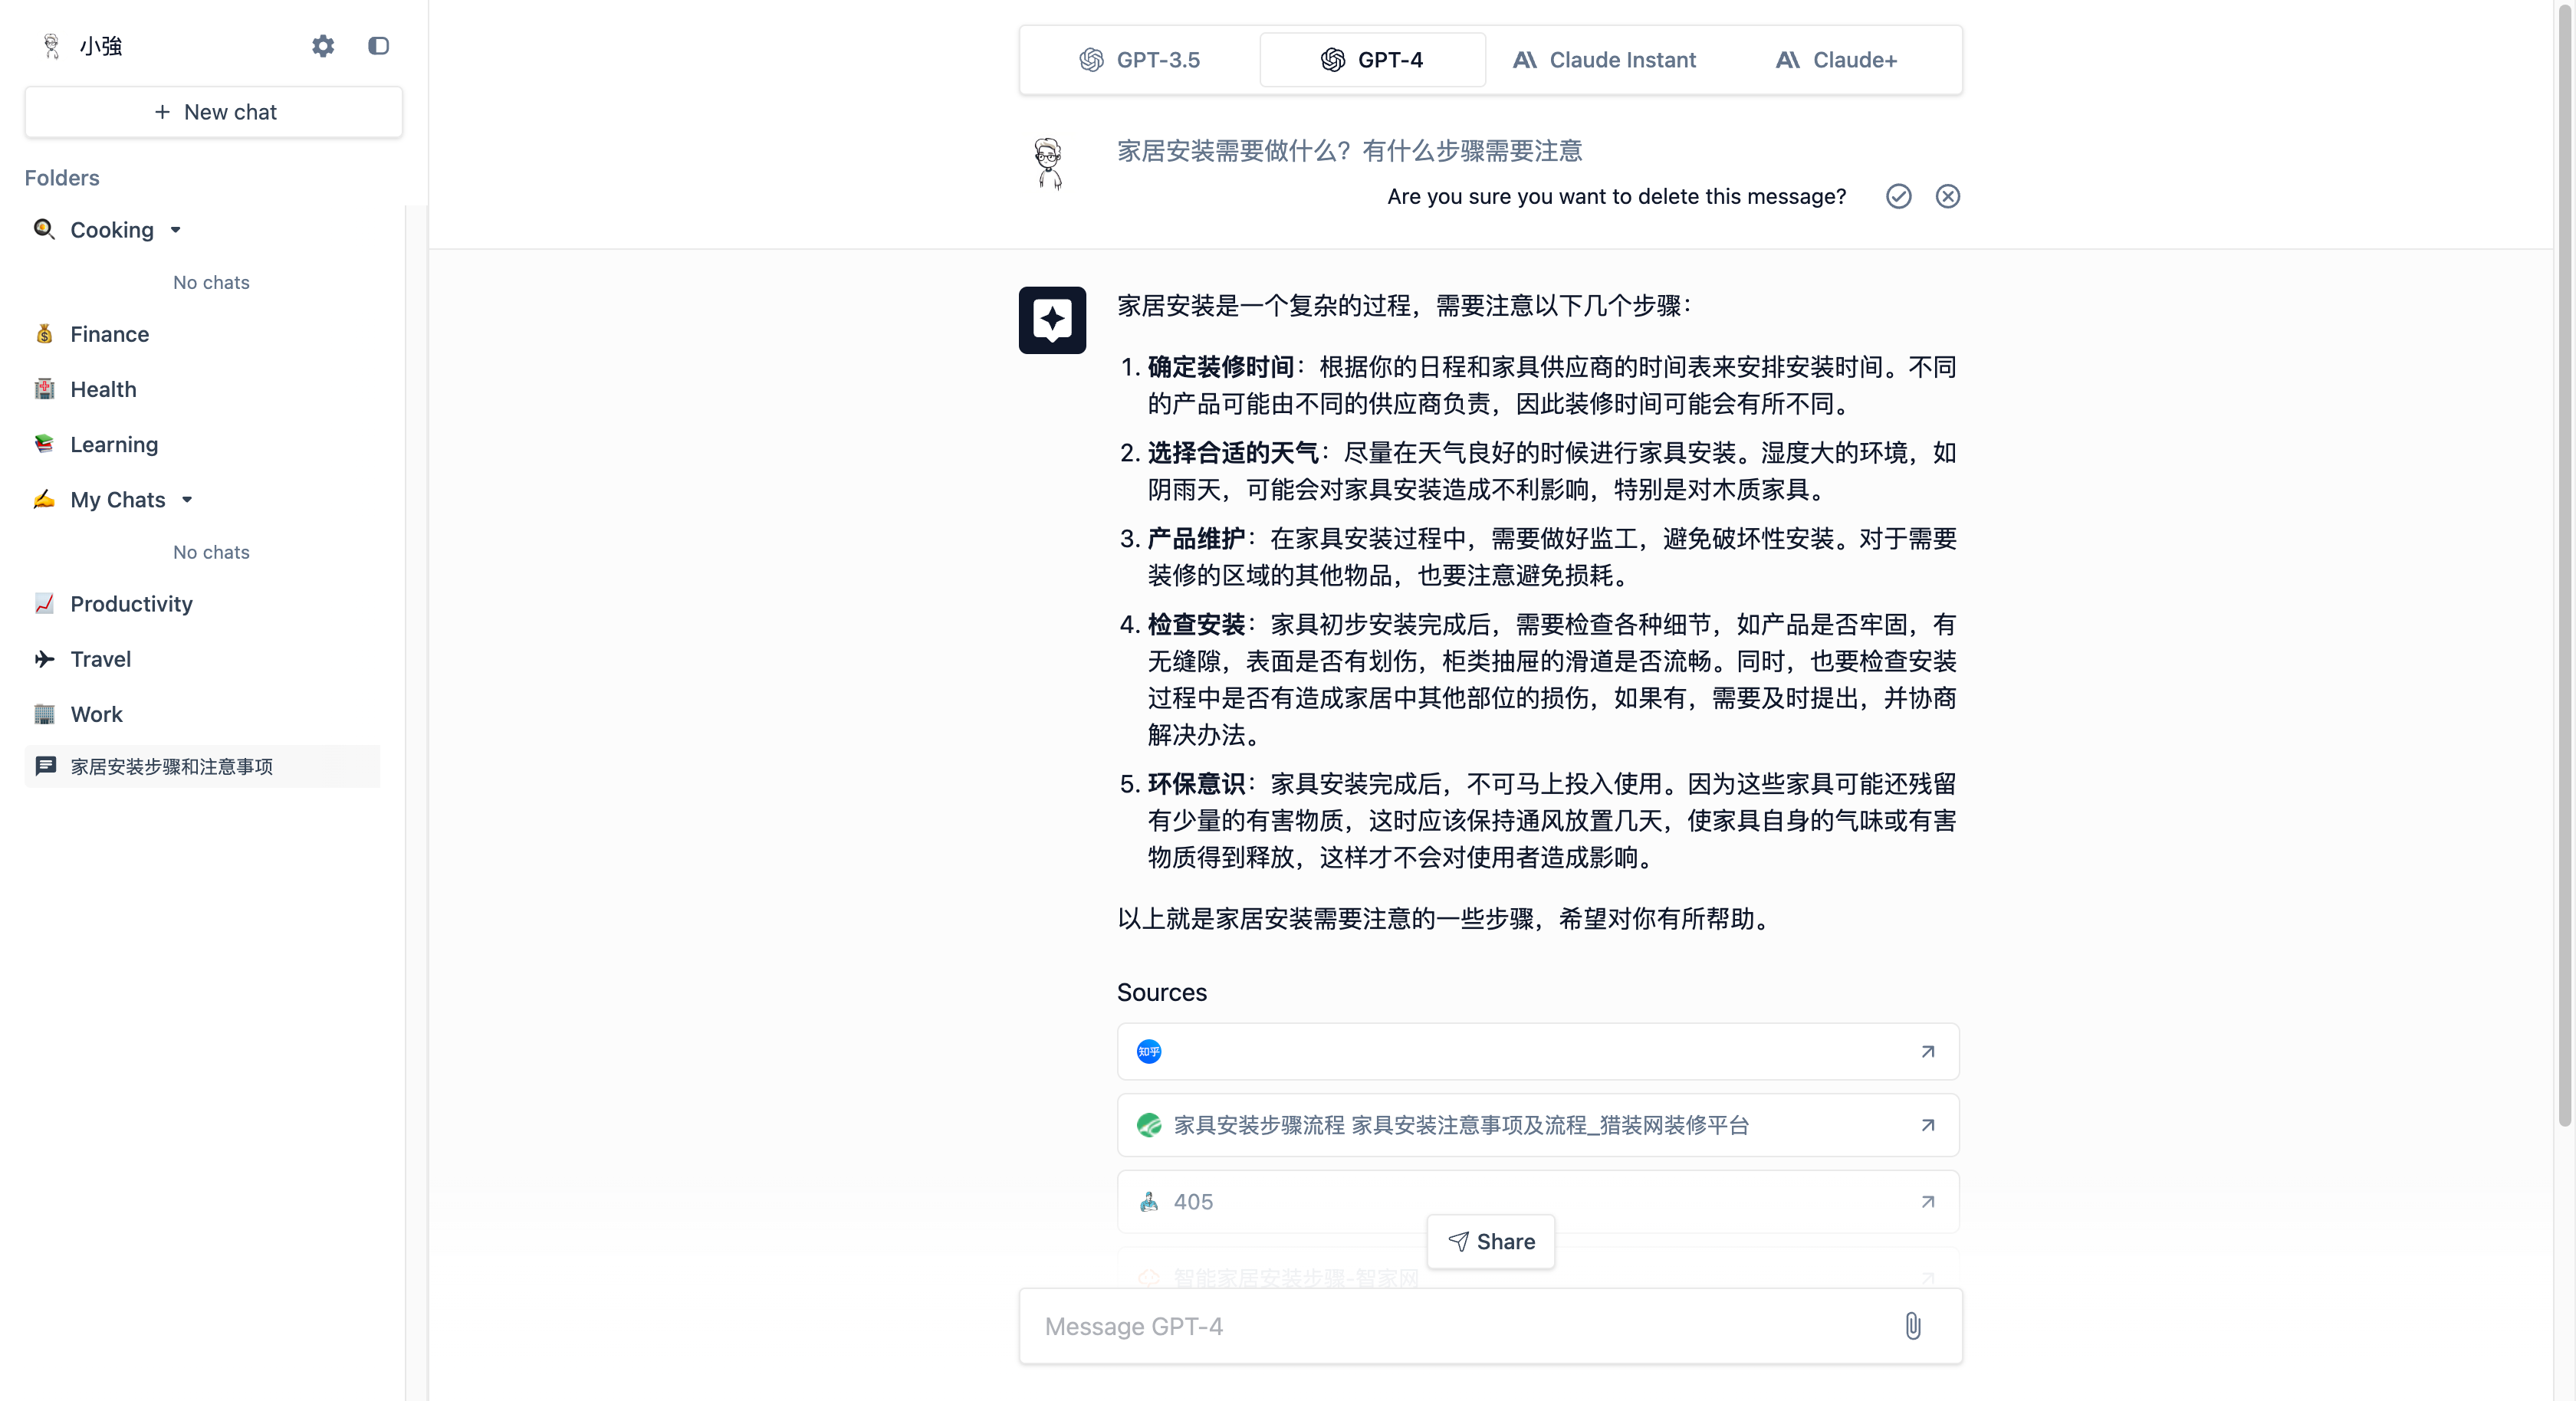 小強
New chat
Folders
Cooking
No chats
Finance
Health
Learning
My Chats
No chats
Productivity
Travel
Work
家居安装步骤和注意事项
GPT-3.5
GPT-4
Claude Instant
Claude+
家居安装需要做什么？有什么步骤需要注意
Are you sure you want to delete this message?
家居安装是一个复杂的过程，需要注意以下几个步骤：
1. 确定装修时间：根据你的日程和家具供应商的时间表来安排安装时间。不同
的产品可能由不同的供应商负责，因此装修时间可能会有所不同。
2. 选择合适的天气：尽量在天气良好的时候进行家具安装。湿度大的环境，如
阴雨天，可能会对家具安装造成不利影响，特别是对木质家具。
3. 产品维护：在家具安装过程中，需要做好监工，避免破坏性安装。对于需要
装修的区域的其他物品，也要注意避免损耗。
4. 检查安装：家具初步安装完成后，需要检查各种细节，如产品是否牢固，有
无缝隙，表面是否有划伤，柜类抽屉的滑道是否流畅。同时，也要检查安装
过程中是否有造成家居中其他部位的损伤，如果有，需要及时提出，并协商
解决办法。
5. 环保意识：家具安装完成后，不可马上投入使用。因为这些家具可能还残留
有少量的有害物质，这时应该保持通风放置几天，使家具自身的气味或有害
物质得到释放，这样才不会对使用者造成影响。
以上就是家居安装需要注意的一些步骤，希望对你有所帮助。
Sources
知乎
家具安装步骤流程 家具安装注意事项及流程_猎装网装修平台
405
智能家居安装步骤-智家网
Share
Message GPT-4